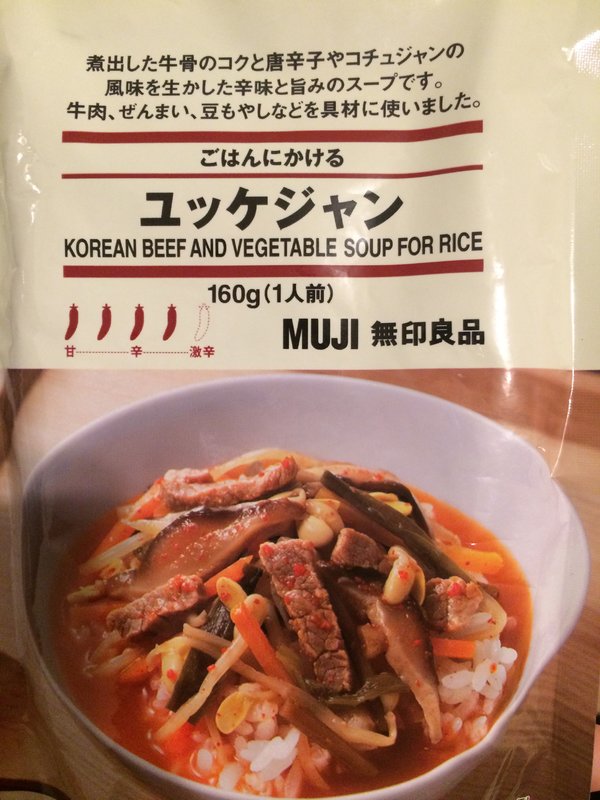 煮出した牛骨のコクと唐辛子やコチュジャンの
風味を生かした辛味と旨みのスープです。
牛肉、ぜんまい、豆もやしなどを具材に使いました。
ごはんにかける
ユッケジャン
KOREAN BEEF AND VEGETABLE SOUP FOR RICE
160g(1人前)
甘 辛 激辛
MUJI 無印良品